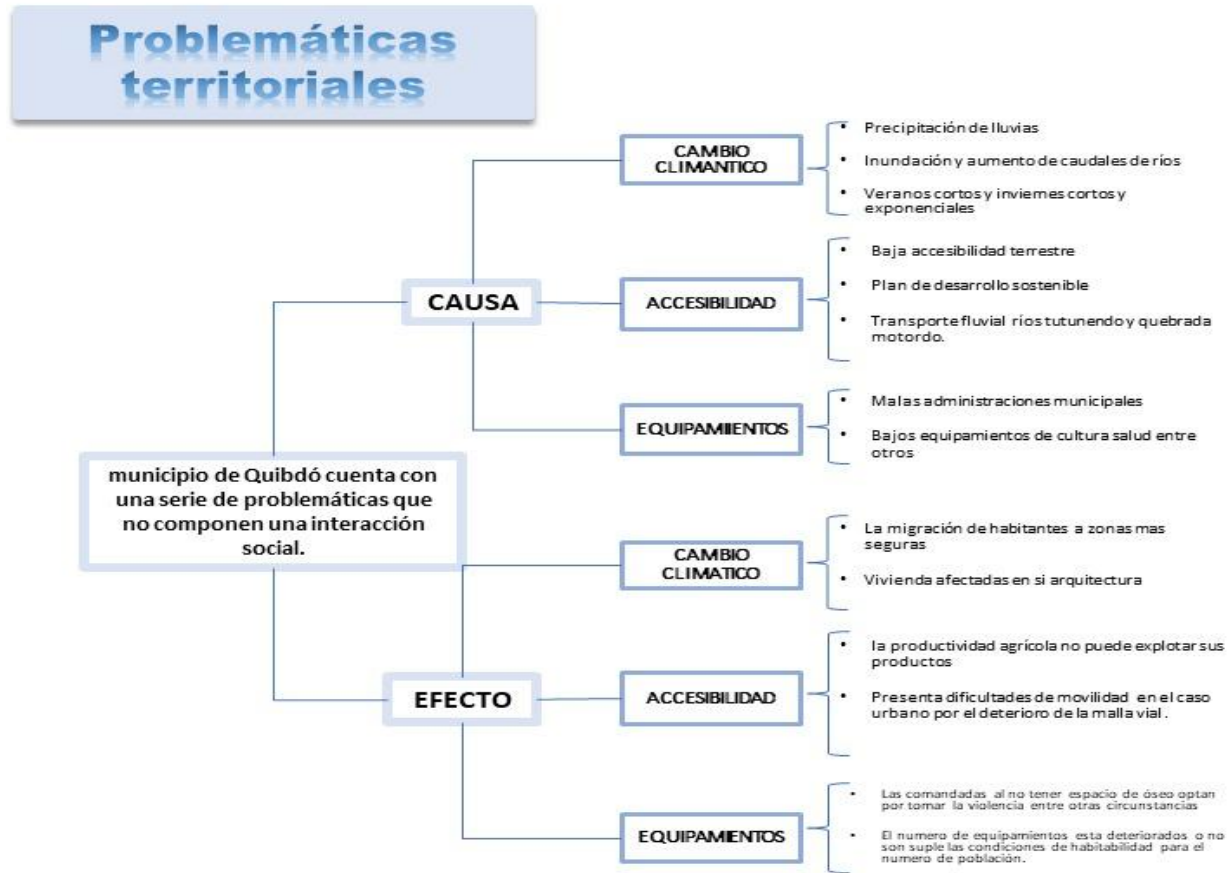 Problemáticas
territoriales
CAMBIO
CLIMÁNTICO
• Precipitación de lluvias
• Inundación y aumento de caudales de ríos
• Veranos cortos y inviernes cortos y
exponenciales
CAUSA
ACCESIBILIDAD
• Baja accesibilidad terrestre
• Plan de desarrollo sostenible
• Transporte fluvial ríos tutunendo y quebrada
motordo.
EQUIPAMIENTOS
• Malas administraciones municipales
• Bajos equipamientos de cultura salud entre
otros
municipio de Quibdó cuenta con
una serie de problemáticas que
no componen una interacción
social.
CAMBIO
CLIMATICO
• La migración de habitantes a zonas mas
seguras
• Vivienda afectadas en si arquitectura
EFECTO
ACCESIBILIDAD
• la productividad agrícola no puede explotar sus
productos
• Presenta dificultades de movilidad en el caso
urbano por el deterioro de la malla vial.
EQUIPAMIENTOS
• Las comandadas al no tener espacio de óseo optan
por tomar la violencia entre otras circunstancias
• El numero de equipamientos esta deteriorados o no
son suple las condiciones de habitabilidad para el
numero de población.